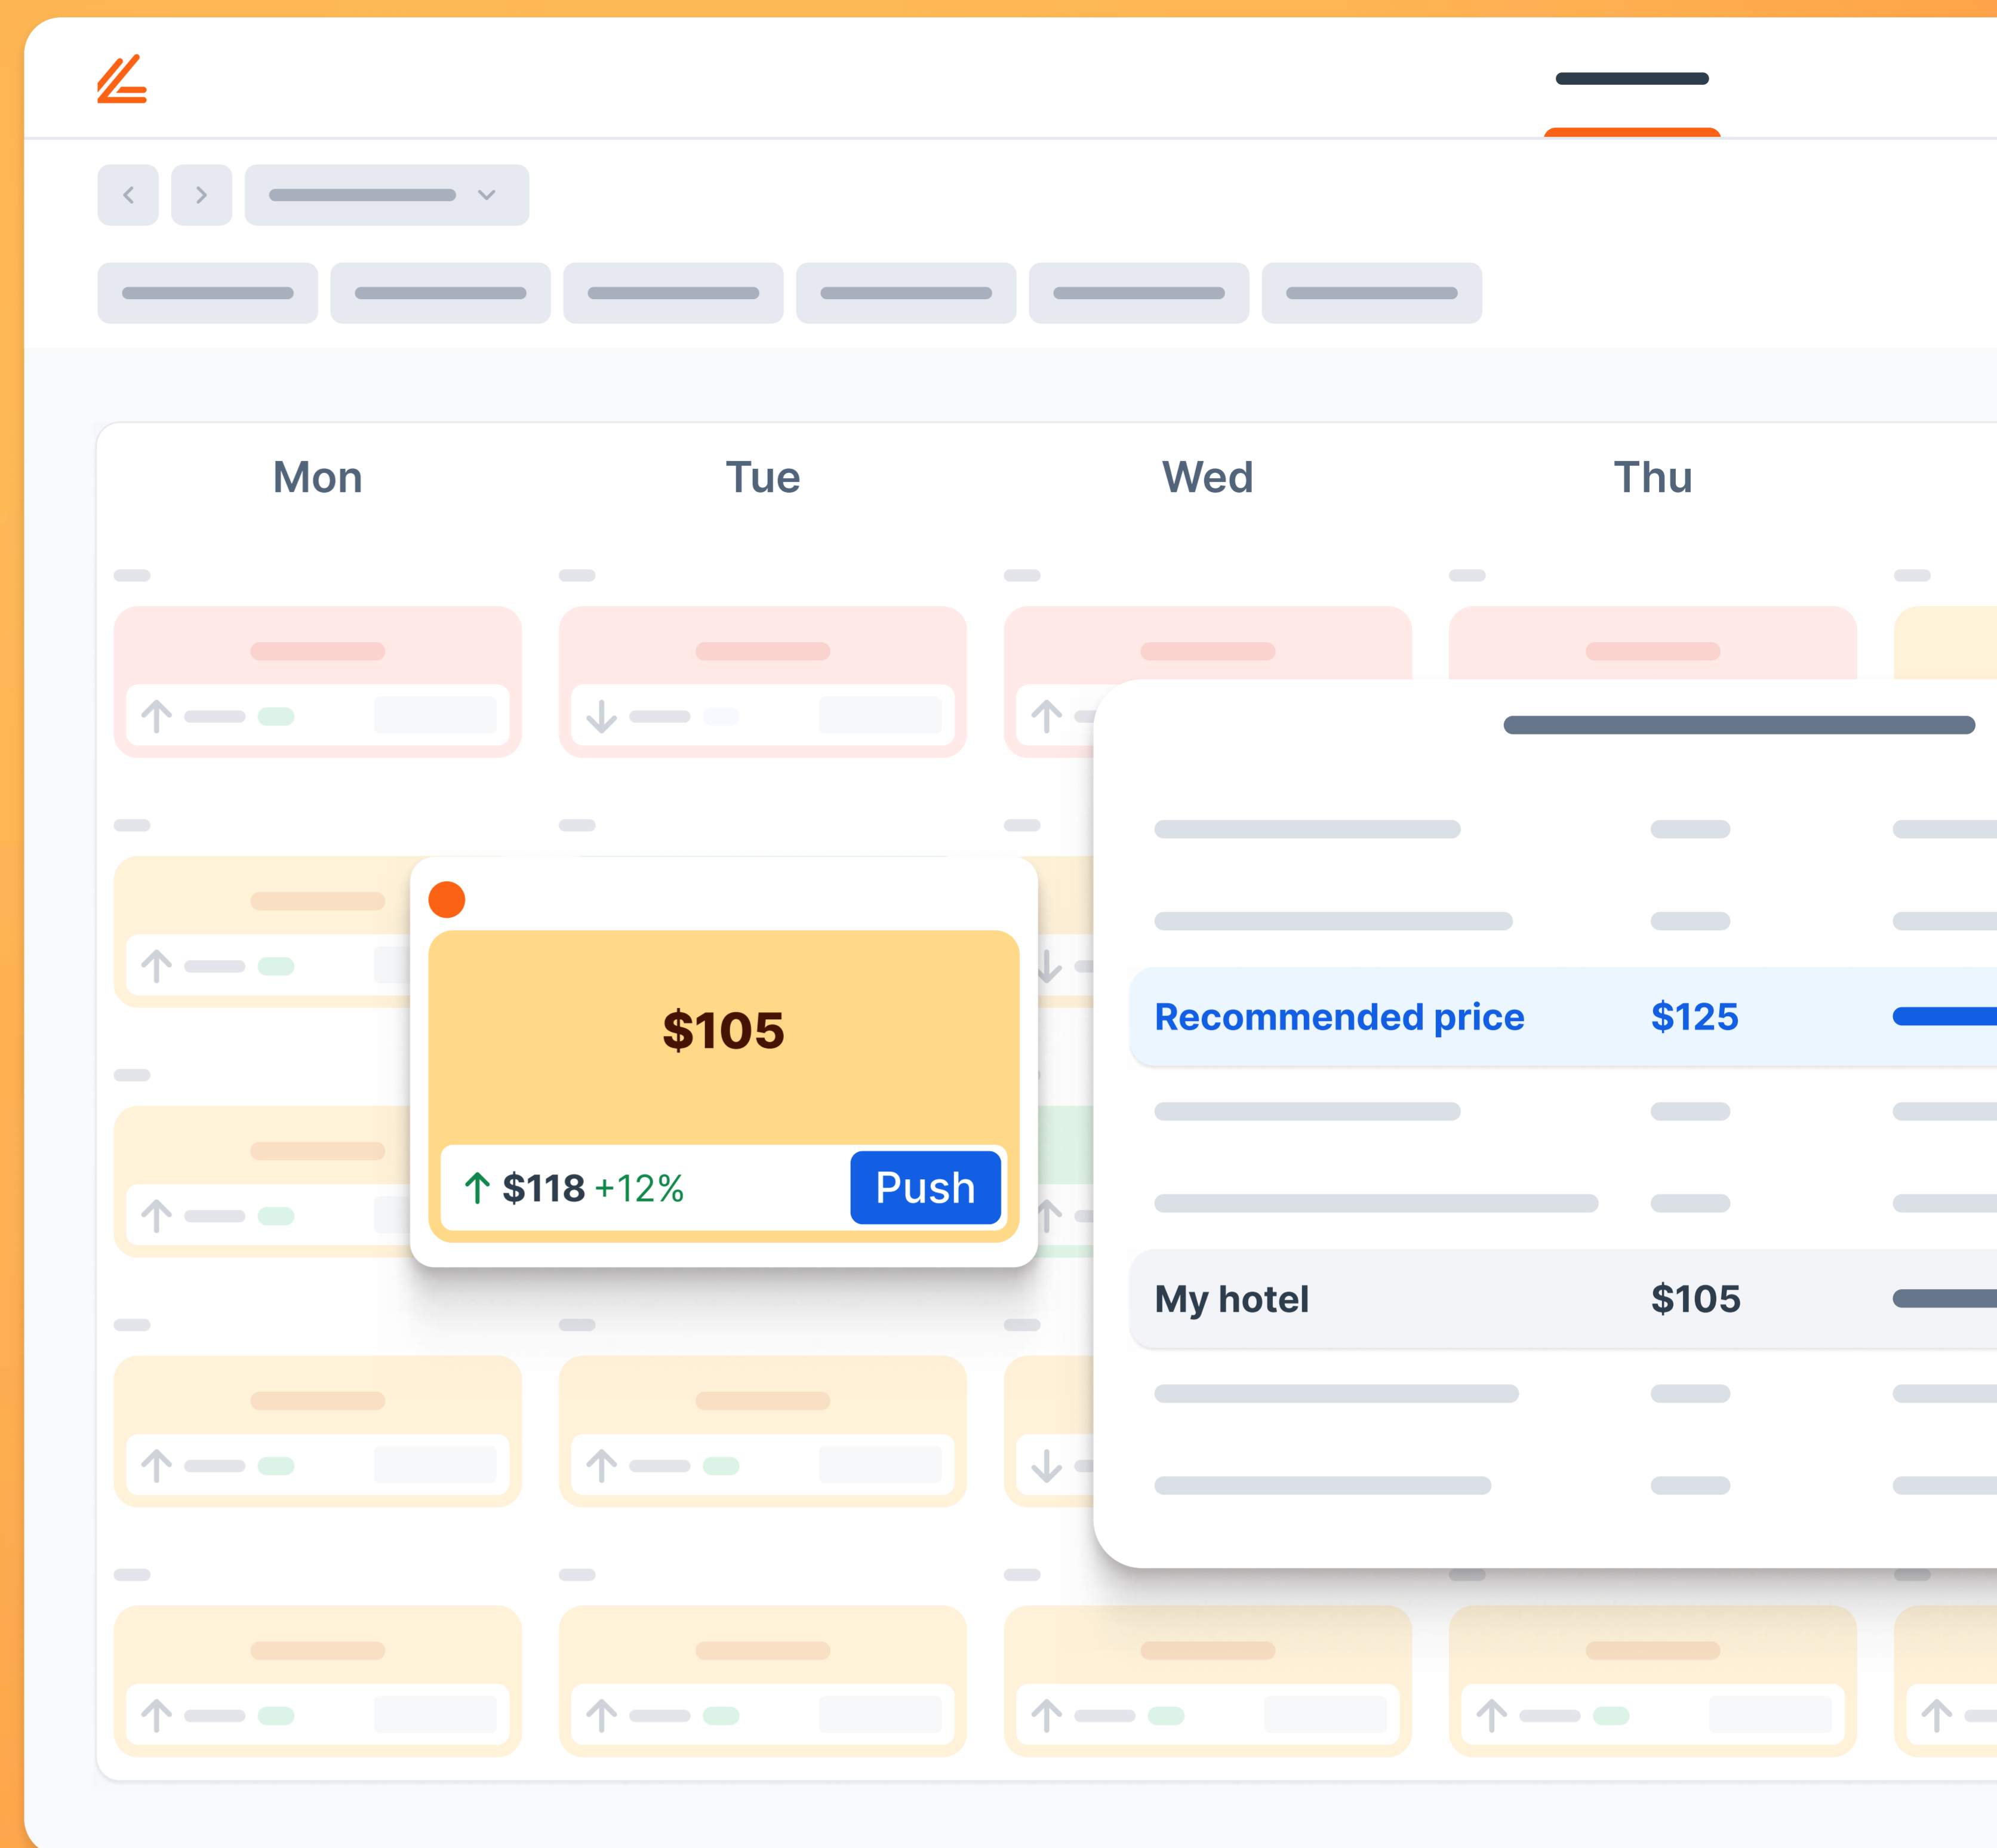 Mon Tue Wed Thu
$105
$118 +12% Push
Recommended price $125
My hotel $105